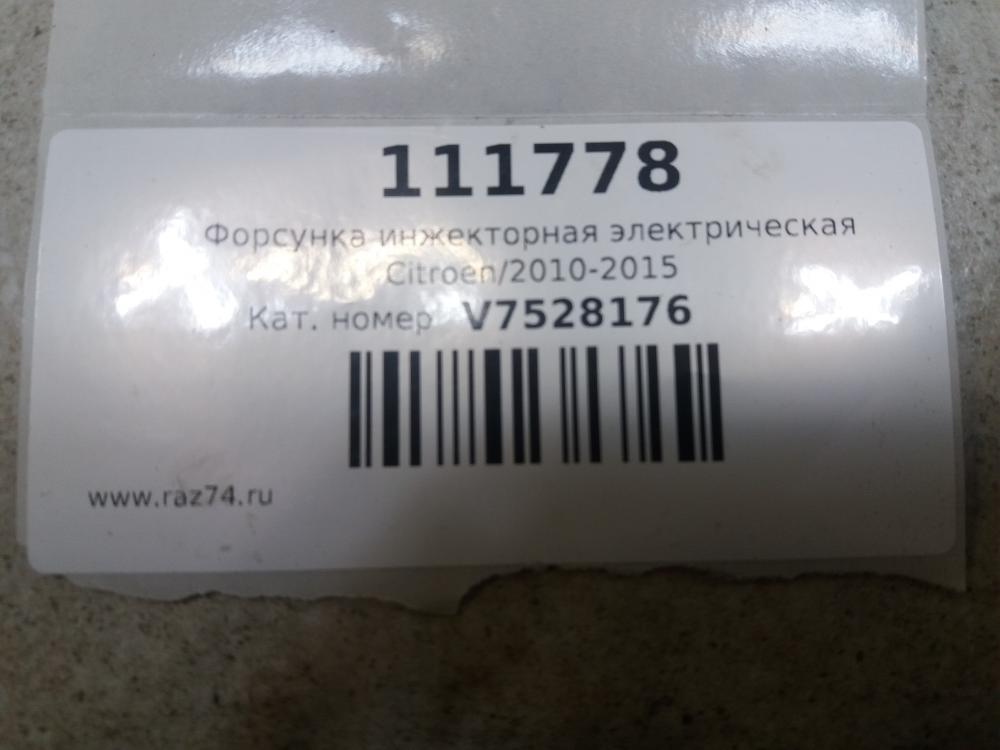 111778
Форсунка инжекторная электрическая
Citroen/2010-2015
Кат. номер V7528176
www.raz74.ru